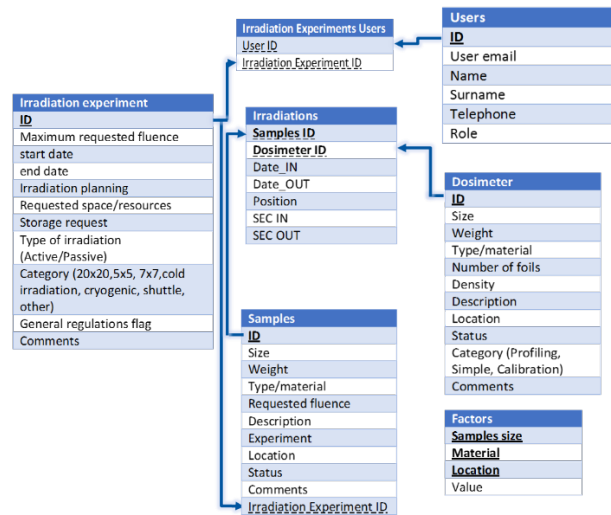 Irradiation Experiments Users
User ID
Irradiation Experiment ID
Users
ID
User email
Name
Surname
Telephone
Role
Irradiation experiment
ID
Maximum requested fluence
start date
end date
Irradiation planning
Requested space/resources
Storage request
Type of irradiation
(Active/Passive)
Category (20x20,5x5, 7x7,cold
irradiation, cryogenic, shuttle,
other)
General regulations flag
Comments
Irradiations
Samples ID
Dosimeter ID
Date_IN
Date_OUT
Position
SEC IN
SEC OUT
Dosimeter
ID
Size
Weight
Type/material
Number of foils
Density
Description
Location
Status
Category (Profiling,
Simple, Calibration)
Comments
Samples
ID
Size
Weight
Type/material
Requested fluence
Description
Experiment
Location
Status
Comments
Irradiation Experiment ID
Factors
Samples size
Material
Location
Value